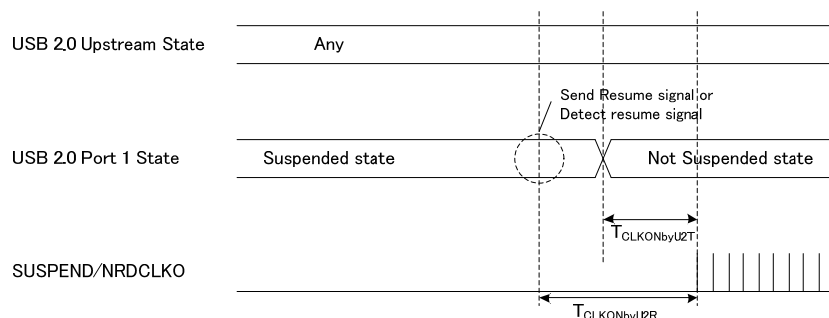 USB 2.0 Upstream State
Any
Send Resume signal or
Detect resume signal
USB 2.0 Port 1 State
Suspended state
Not Suspended state
TCLKONbyU2T
SUSPEND/NRDCLKO
TCLKONbyU2R